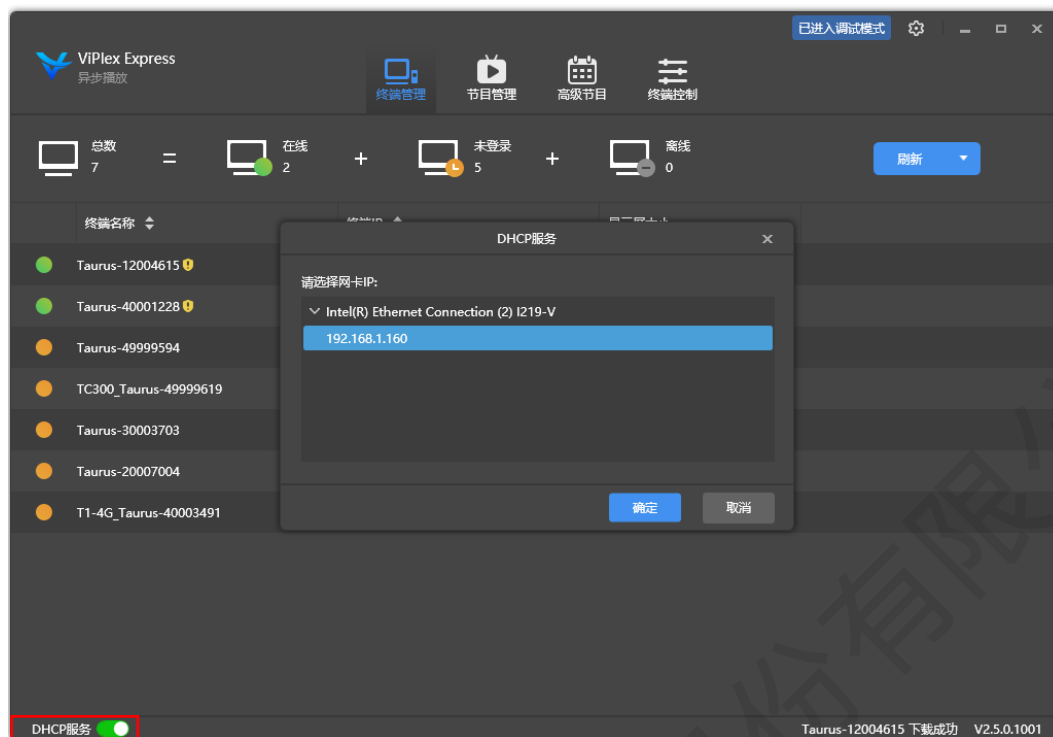 已进入调试模式
ViPlex Express
异步播放
终端管理 节目管理 高级节目 终端控制
总数 7 = 在线 2 + 未登录 5 + 离线 0 刷新
终端名称
DHCP服务
请选择网卡IP:
Intel(R) Ethernet Connection (2) I219-V
192.168.1.160
确定 取消
Taurus-12004615
Taurus-40001228
Taurus-49999594
TC300_Taurus-49999619
Taurus-30003703
Taurus-20007004
T1-4G_Taurus-40003491
DHCP服务 Taurus-12004615 下载成功 V2.5.0.1001
份有限